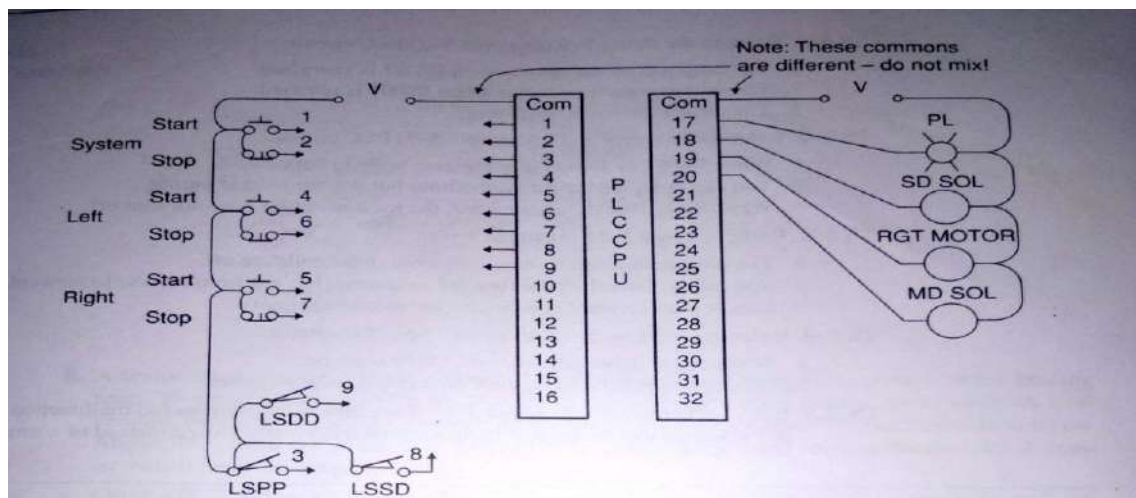 Note: These commons
are different – do not mix!
V
V
Start
System
Stop
1
2
Start
Left
Stop
4
6
Start
Right
Stop
5
7
9
LSDD
3
LSPP
8
LSSD
Com
1
2
3
4
5
6
7
8
9
10
11
12
13
14
15
16
P
L
C
C
P
U
Com
17
18
19
20
21
22
23
24
25
26
27
28
29
30
31
32
PL
SD SOL
RGT MOTOR
MD SOL